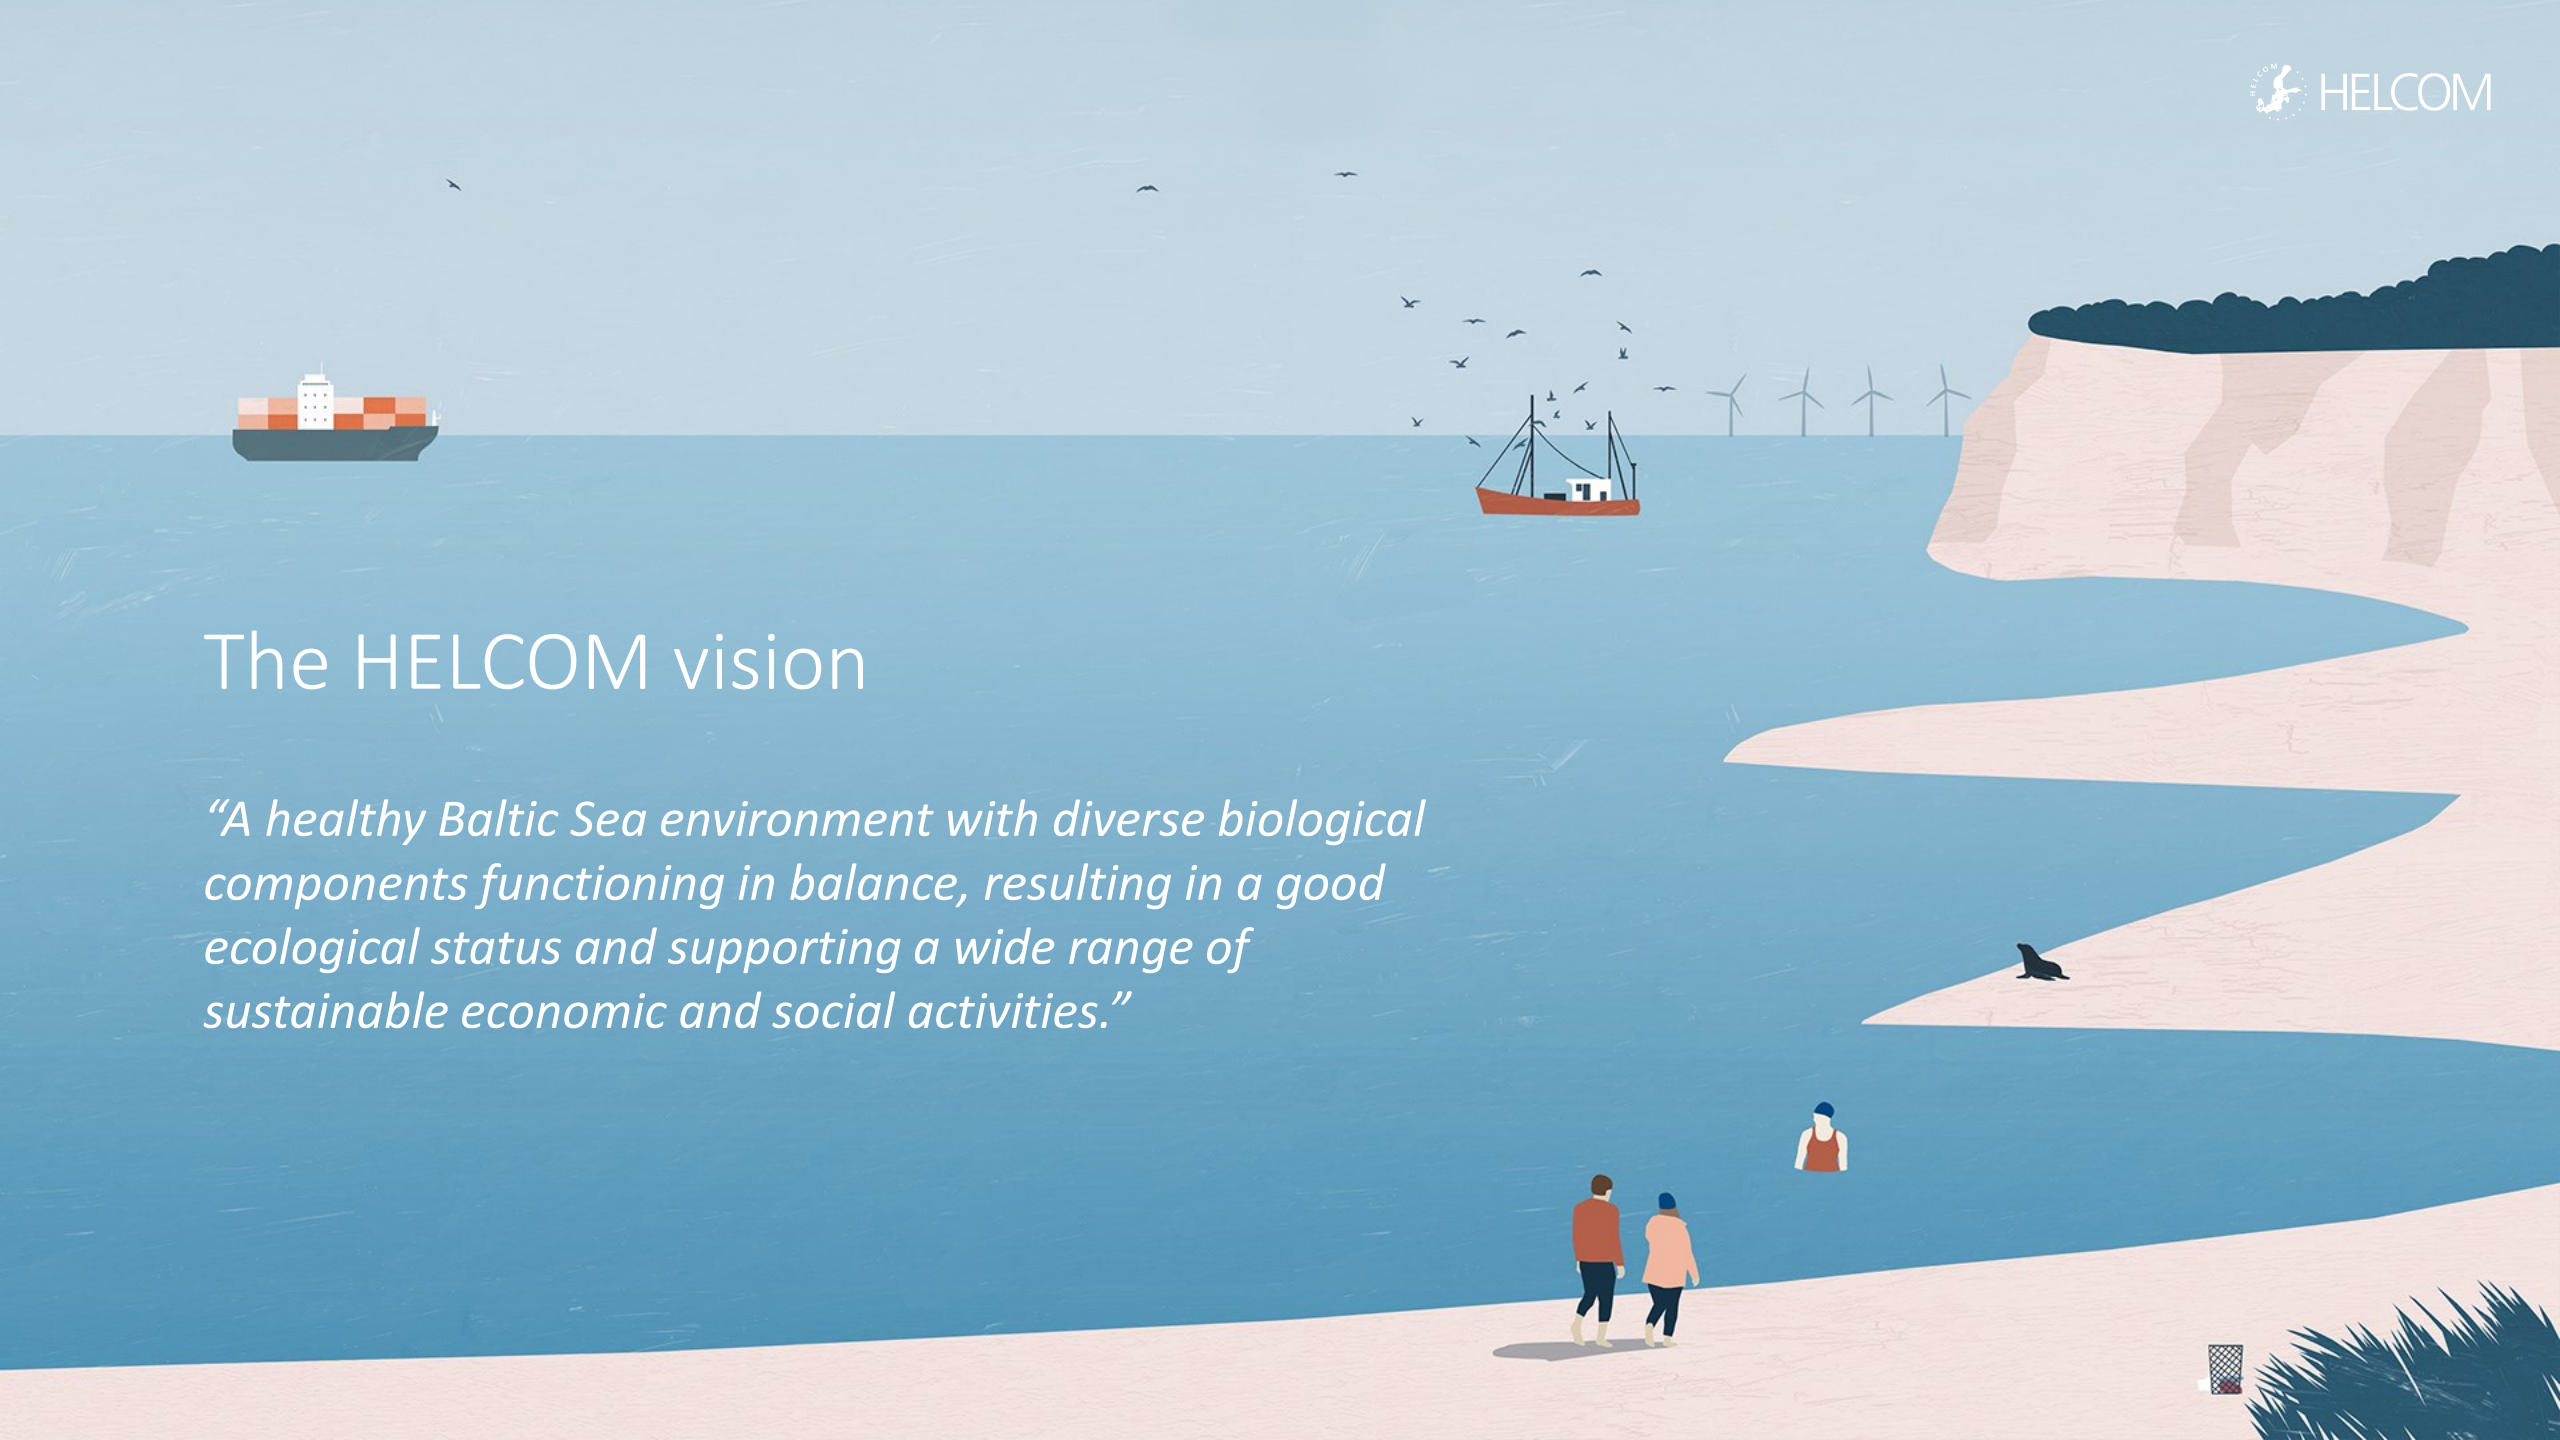 HELCOM
HELCOM
The HELCOM vision
“A healthy Baltic Sea environment with diverse biological
components functioning in balance, resulting in a good
ecological status and supporting a wide range of
sustainable economic and social activities.”